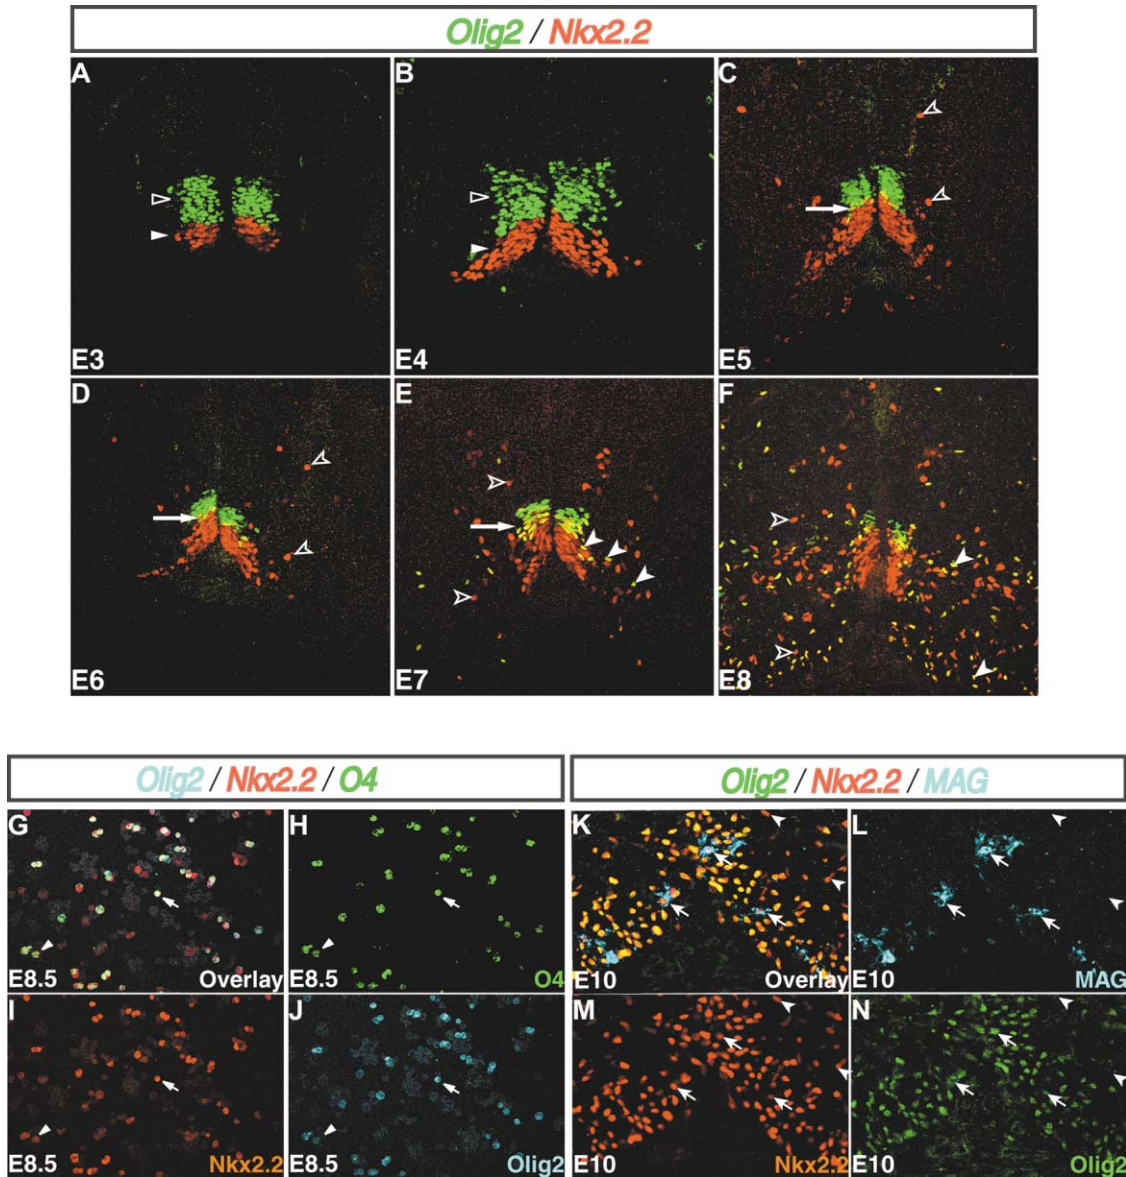 Olig2 / Nkx2.2
A B C
E3 E4 E5
D E F
E6 E7 E8
Olig2 / Nkx2.2 / O4 Olig2 / Nkx2.2 / MAG
G H K L
E8.5 Overlay E8.5 O4 E10 Overlay E10 MAG
I J M N
E8.5 Nkx2.2 E8.5 Olig2 E10 Nkx2.2 E10 Olig2